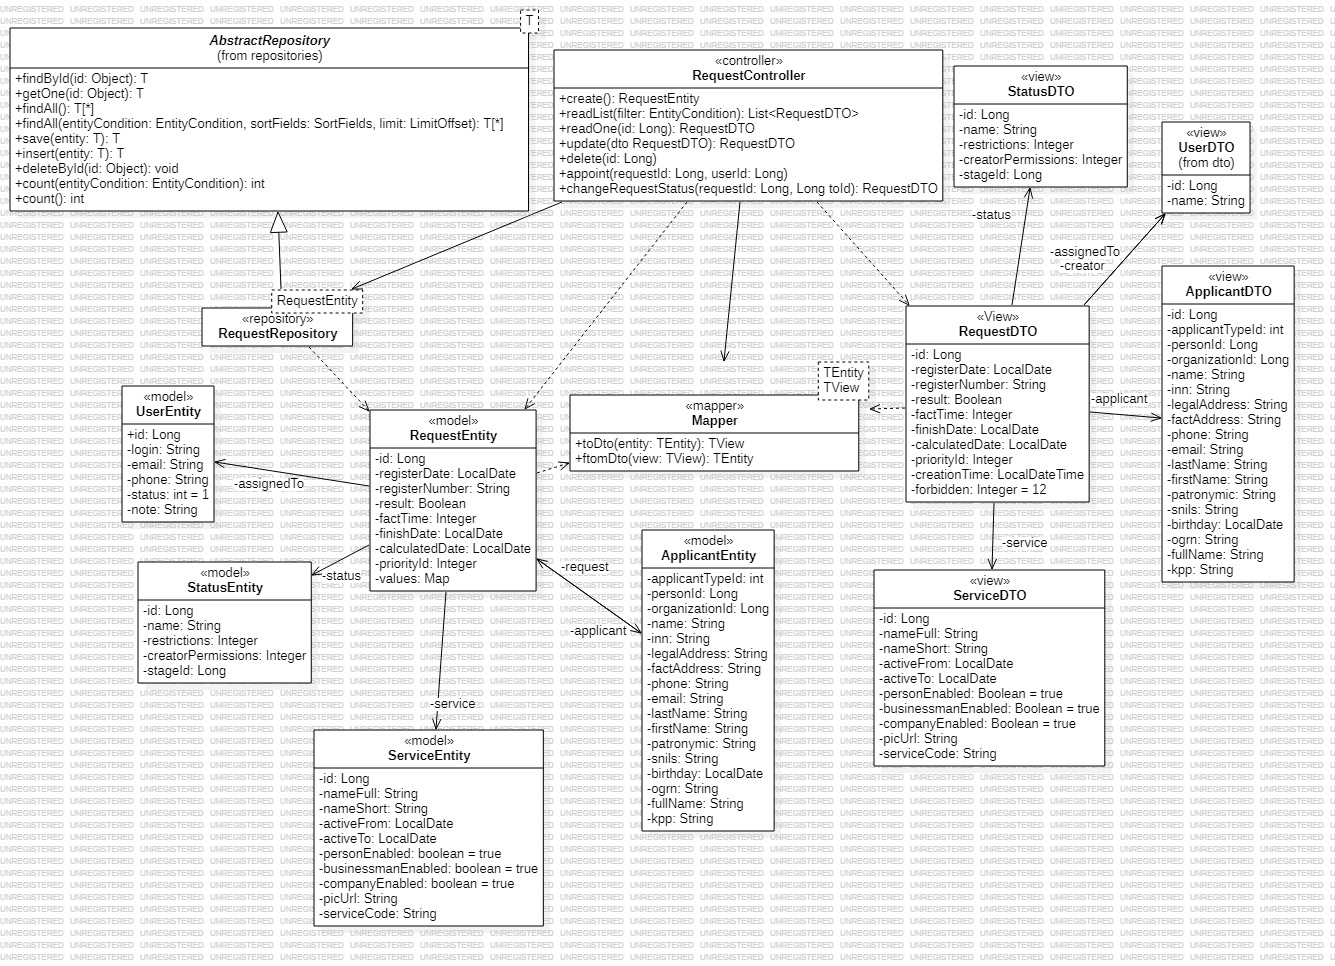 T
AbstractRepository
(from repositories)
+findById(id: Object): T
+getOne(id: Object): T
+findAll(): T[*]
+findAll(entityCondition: EntityCondition, sortFields: SortFields, limit: LimitOffset): T[*]
+save(entity: T): T
+insert(entity: T): T
+deleteById(id: Object): void
+count(entityCondition: EntityCondition): int
+count(): int
«controller»
RequestController
+create(): RequestEntity
+readList(filter: EntityCondition): List<RequestDTO>
+readOne(id: Long): RequestDTO
+update(dto RequestDTO): RequestDTO
+delete(id: Long)
+appoint(requestId: Long, userId: Long)
+changeRequestStatus(requestId: Long, Long toId): RequestDTO
«view»
StatusDTO
-id: Long
-name: String
-restrictions: Integer
-creatorPermissions: Integer
-stageId: Long
«view»
UserDTO
(from dto)
-id: Long
-name: String
-status
-assignedTo
-creator
«view»
ApplicantDTO
-id: Long
-applicantTypeId: int
-personId: Long
-organizationId: Long
-name: String
-inn: String
-legalAddress: String
-factAddress: String
-phone: String
-email: String
-lastName: String
-firstName: String
-patronymic: String
-snils: String
-birthday: LocalDate
-ogrn: String
-fullName: String
-kpp: String
RequestEntity
«repository»
RequestRepository
«View»
RequestDTO
-id: Long
-registerDate: LocalDate
-registerNumber: String
-result: Boolean
-factTime: Integer
-finishDate: LocalDate
-calculatedDate: LocalDate
-priorityId: Integer
-creationTime: LocalDateTime
-forbidden: Integer = 12
-applicant
TEntity
TView
«mapper»
Mapper
+toDto(entity: TEntity): TView
+ftomDto(view: TView): TEntity
«model»
UserEntity
+id: Long
-login: String
-email: String
-phone: String
-status: int = 1
-note: String
-assignedTo
«model»
RequestEntity
-id: Long
-registerDate: LocalDate
-registerNumber: String
-result: Boolean
-factTime: Integer
-finishDate: LocalDate
-calculatedDate: LocalDate
-priorityId: Integer
-values: Map
-status
«model»
StatusEntity
-id: Long
-name: String
-restrictions: Integer
-creatorPermissions: Integer
-stageId: Long
-request
-applicant
«model»
ApplicantEntity
-applicantTypeId: int
-personId: Long
-organizationId: Long
-name: String
-inn: String
-legalAddress: String
-factAddress: String
-phone: String
-email: String
-lastName: String
-firstName: String
-patronymic: String
-snils: String
-birthday: LocalDate
-ogrn: String
-fullName: String
-kpp: String
-service
«view»
ServiceDTO
-id: Long
-nameFull: String
-nameShort: String
-activeFrom: LocalDate
-activeTo: LocalDate
-personEnabled: Boolean = true
-businessmanEnabled: Boolean = true
-companyEnabled: Boolean = true
-picUrl: String
-serviceCode: String
-service
«model»
ServiceEntity
-id: Long
-nameFull: String
-nameShort: String
-activeFrom: LocalDate
-activeTo: LocalDate
-personEnabled: boolean = true
-businessmanEnabled: boolean = true
-companyEnabled: boolean = true
-picUrl: String
-serviceCode: String
UNREGISTERED